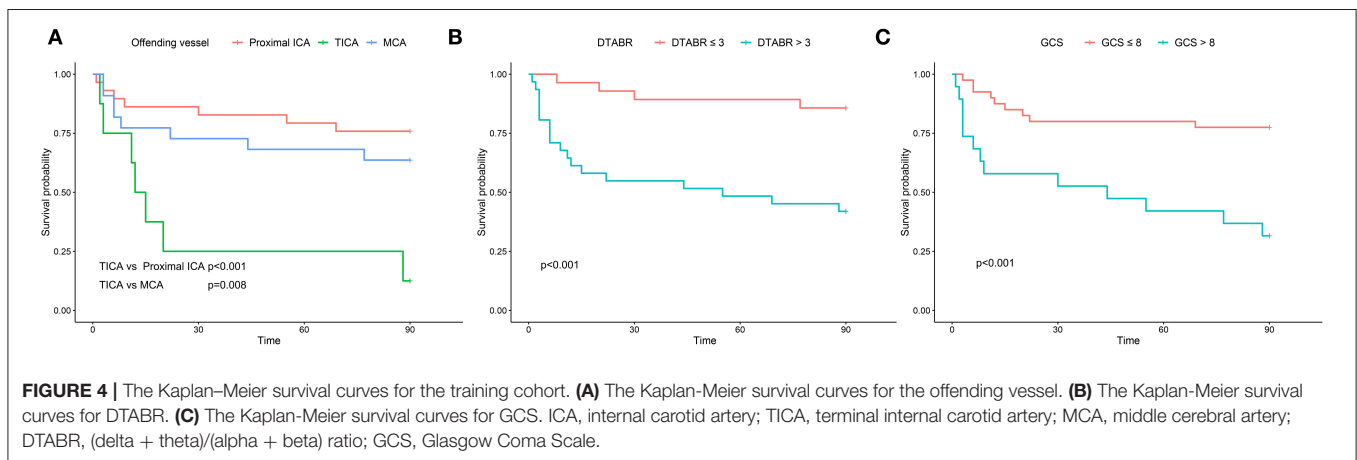 A
Offending vessel Proximal ICA TICA MCA
1.00
0.75
0.50
0.25
0.00
Survival probability
TICA vs Proximal ICA p<0.001
TICA vs MCA p=0.008
0 30 60 90
Time
B
DTABR DTABR ≤ 3 DTABR > 3
1.00
0.75
0.50
0.25
0.00
Survival probability
p<0.001
0 30 60 90
Time
C
GCS GCS ≤ 8 GCS > 8
1.00
0.75
0.50
0.25
0.00
Survival probability
p<0.001
0 30 60 90
Time
FIGURE 4 | The Kaplan–Meier survival curves for the training cohort. (A) The Kaplan-Meier survival curves for the offending vessel. (B) The Kaplan-Meier survival
curves for DTABR. (C) The Kaplan-Meier survival curves for GCS. ICA, internal carotid artery; TICA, terminal internal carotid artery; MCA, middle cerebral artery;
DTABR, (delta + theta)/(alpha + beta) ratio; GCS, Glasgow Coma Scale.